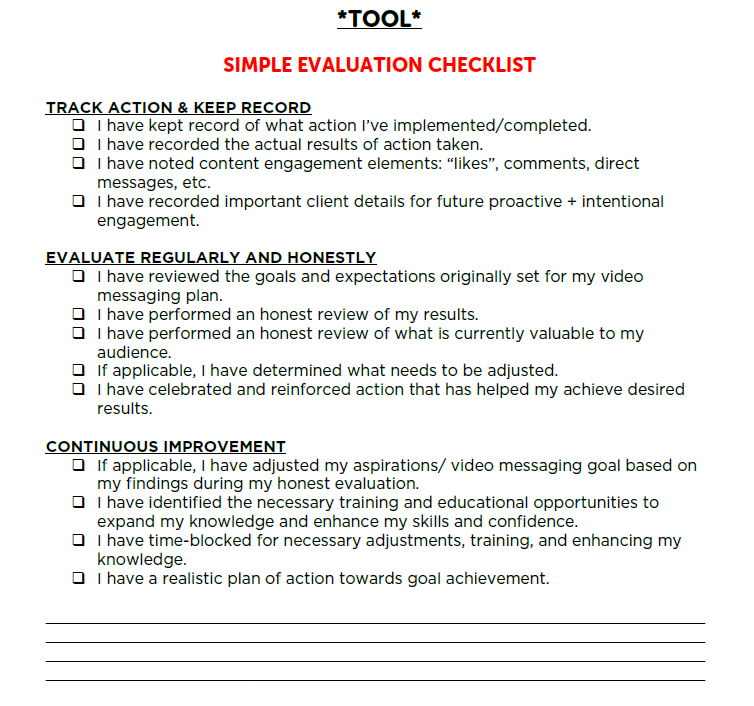 *TOOL*
SIMPLE EVALUATION CHECKLIST
TRACK ACTION & KEEP RECORD
❑ I have kept record of what action I’ve implemented/completed.
❑ I have recorded the actual results of action taken.
❑ I have noted content engagement elements: “likes”, comments, direct
messages, etc.
❑ I have recorded important client details for future proactive + intentional
engagement.
EVALUATE REGULARLY AND HONESTLY
❑ I have reviewed the goals and expectations originally set for my video
messaging plan.
❑ I have performed an honest review of my results.
❑ I have performed an honest review of what is currently valuable to my
audience.
❑ If applicable, I have determined what needs to be adjusted.
❑ I have celebrated and reinforced action that has helped my achieve desired
results.
CONTINUOUS IMPROVEMENT
❑ If applicable, I have adjusted my aspirations/ video messaging goal based on
my findings during my honest evaluation.
❑ I have identified the necessary training and educational opportunities to
expand my knowledge and enhance my skills and confidence.
❑ I have time-blocked for necessary adjustments, training, and enhancing my
knowledge.
❑ I have a realistic plan of action towards goal achievement.